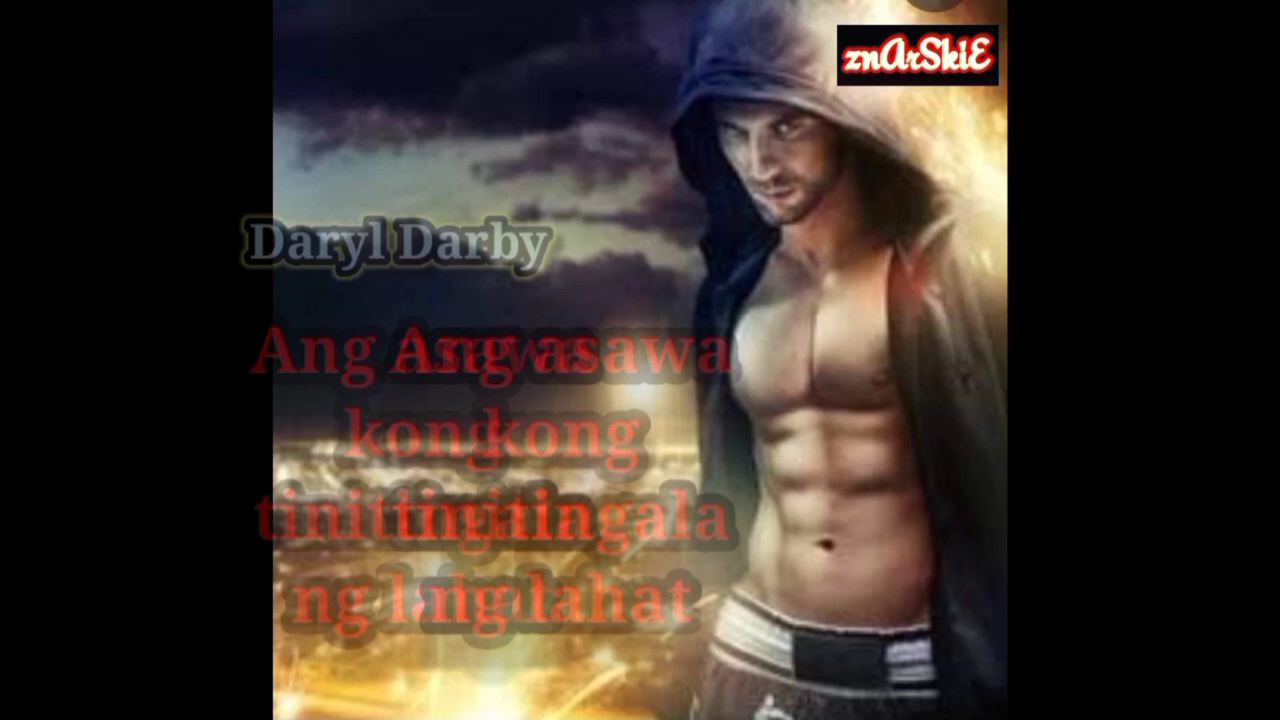 znArSkiE
Daryl Darby
Ang asawa
kong
tinitingala
ng lahat